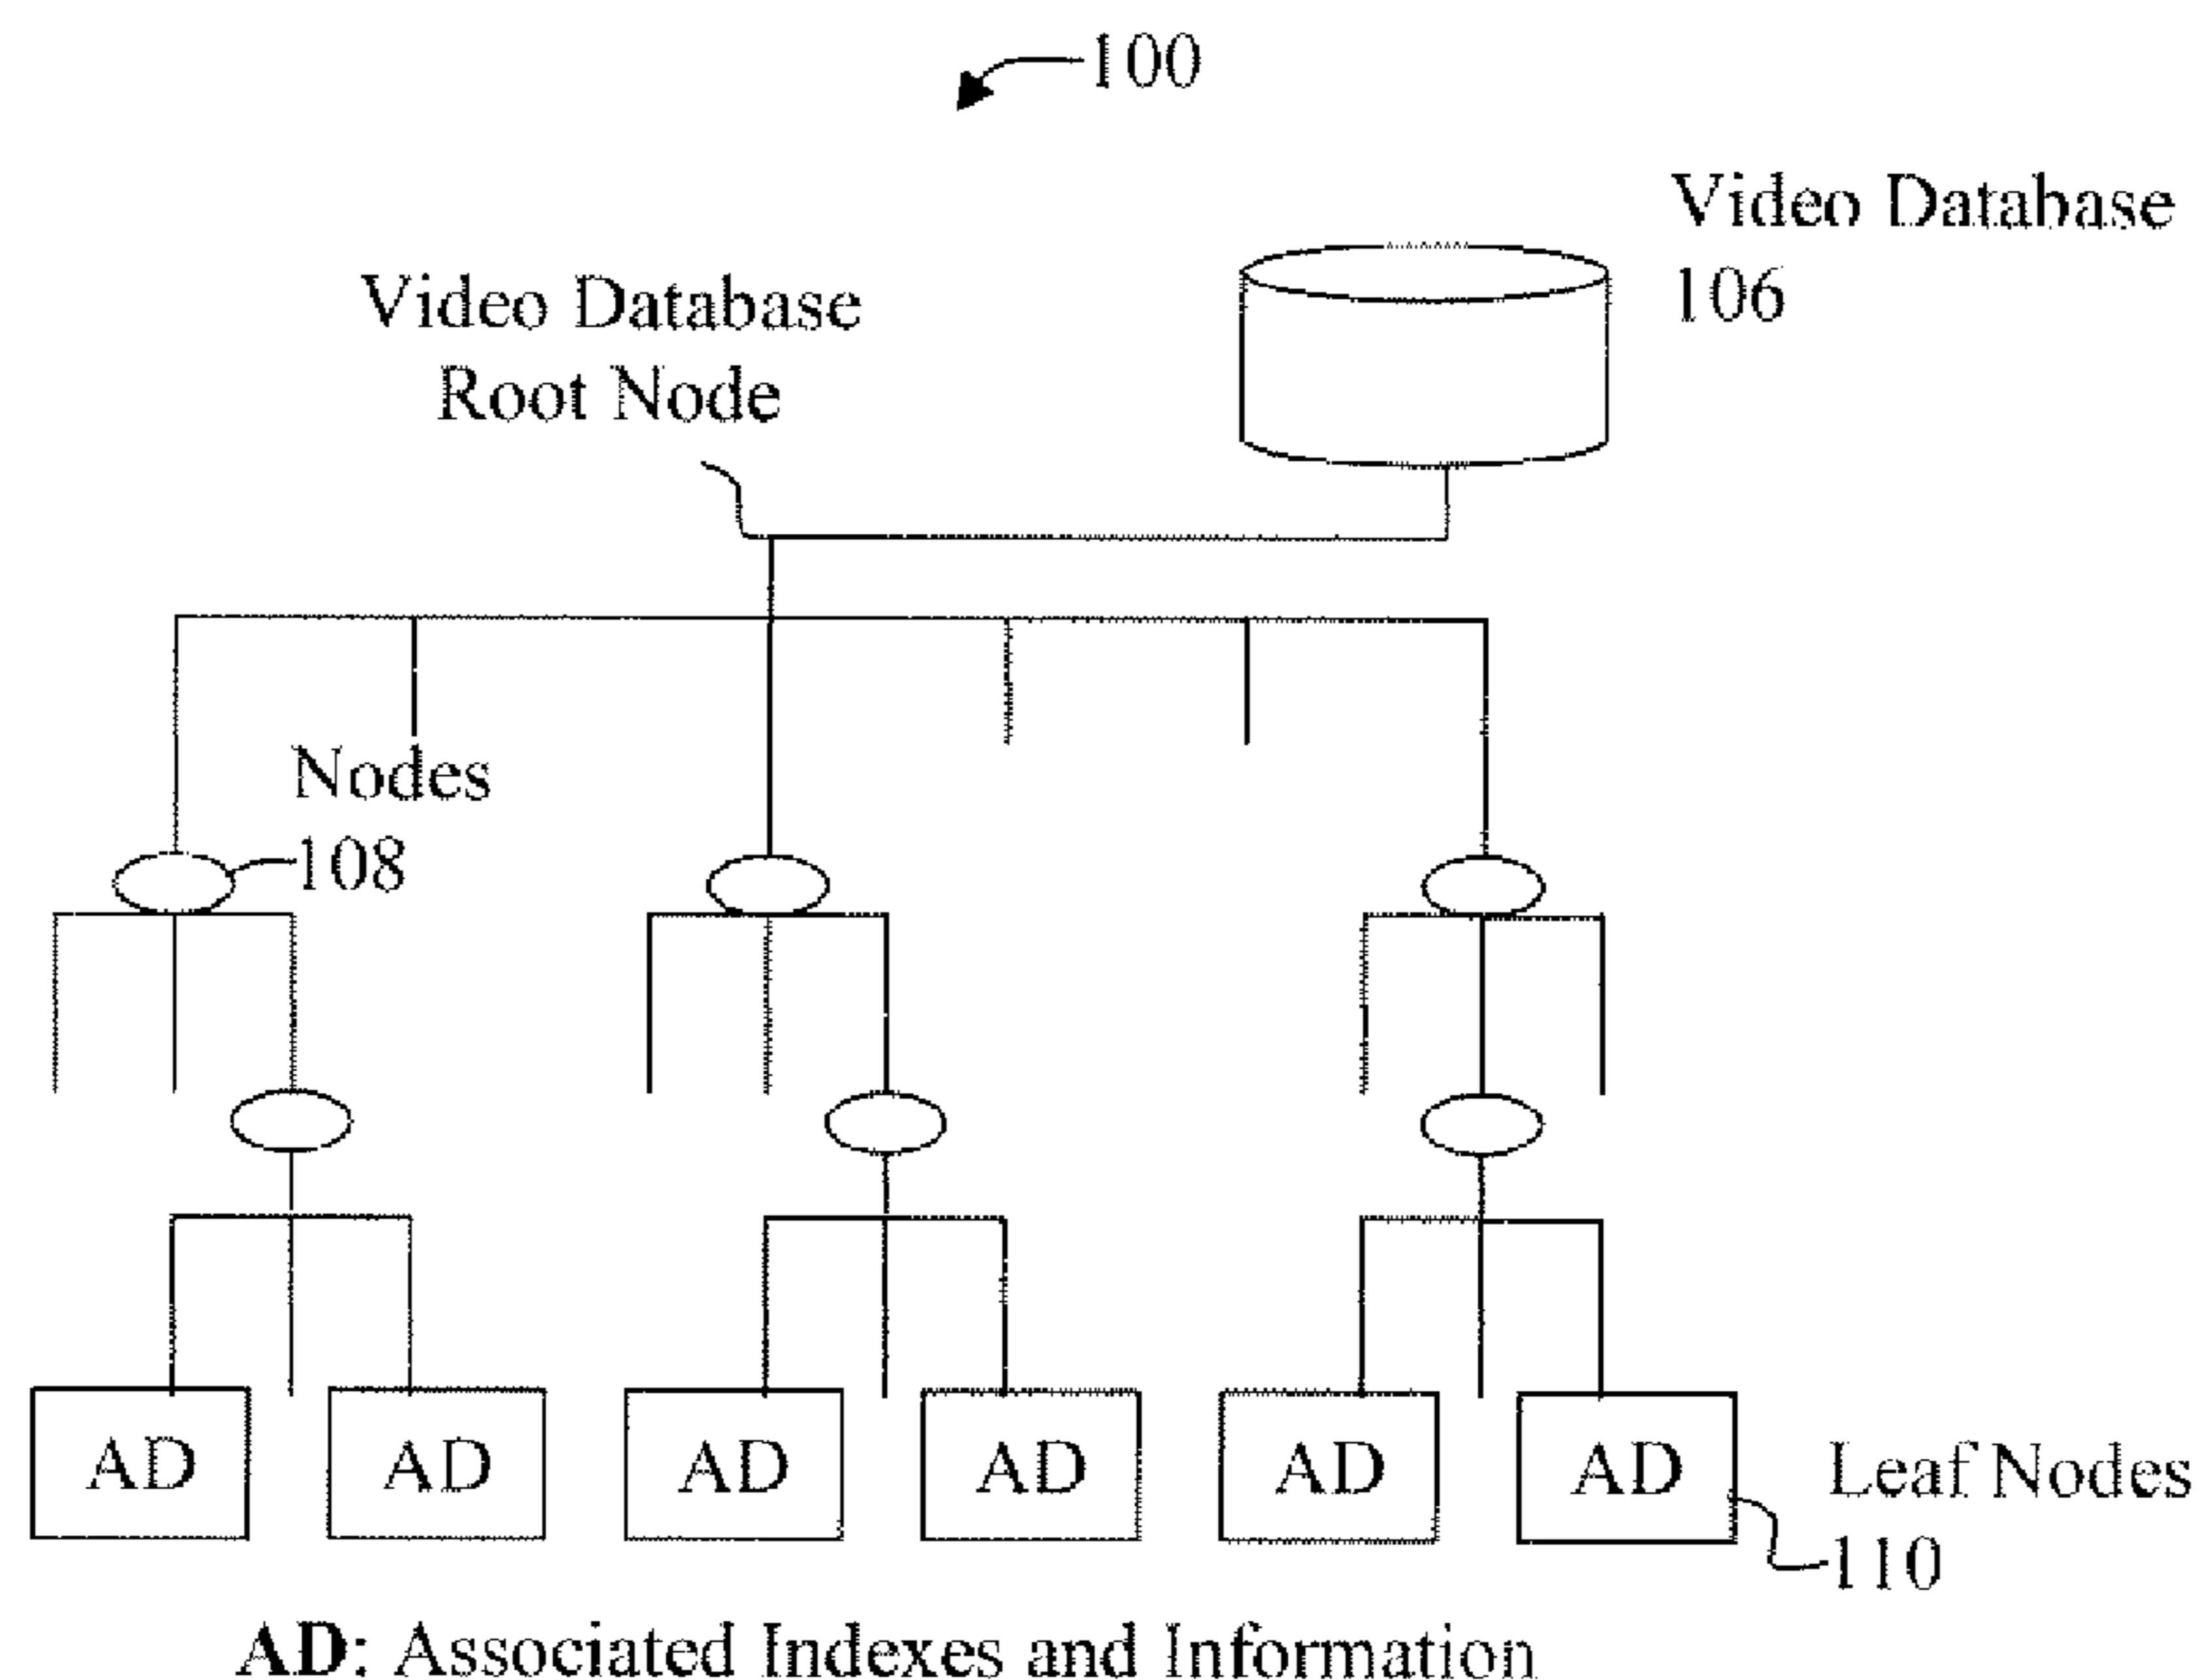 100
Video Database
106
Video Database
Root Node
Nodes
108
AD AD AD AD AD AD
Leaf Nodes
110
AD: Associated Indexes and Information